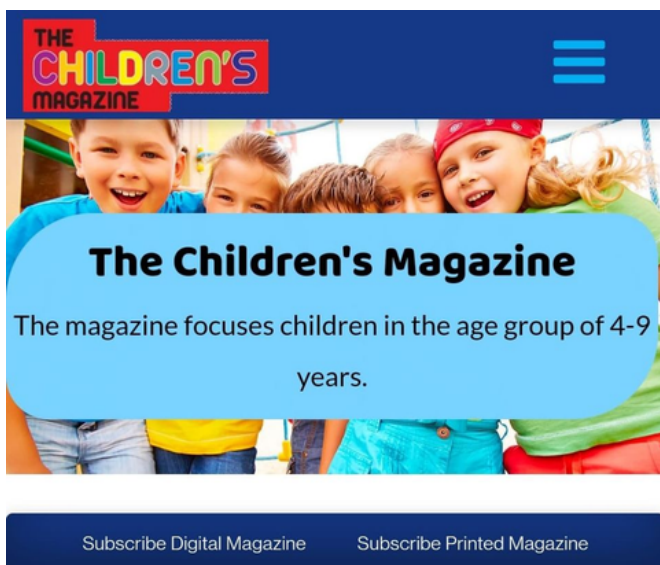 THE
CHILDREN'S
MAGAZINE
The Children's Magazine
The magazine focuses children in the age group of 4-9
years.
Subscribe Digital Magazine Subscribe Printed Magazine